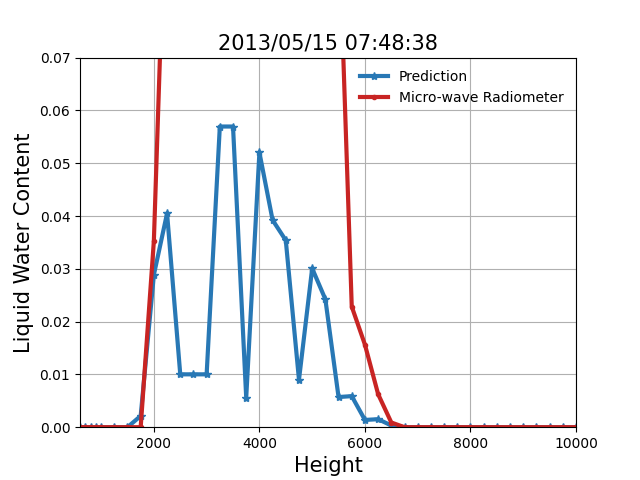 2013/05/15 07:48:38
0.07
0.06
0.05
0.04
0.03
0.02
0.01
0.00
Liquid Water Content
Prediction
Micro-wave Radiometer
2000 4000 6000 8000 10000
Height